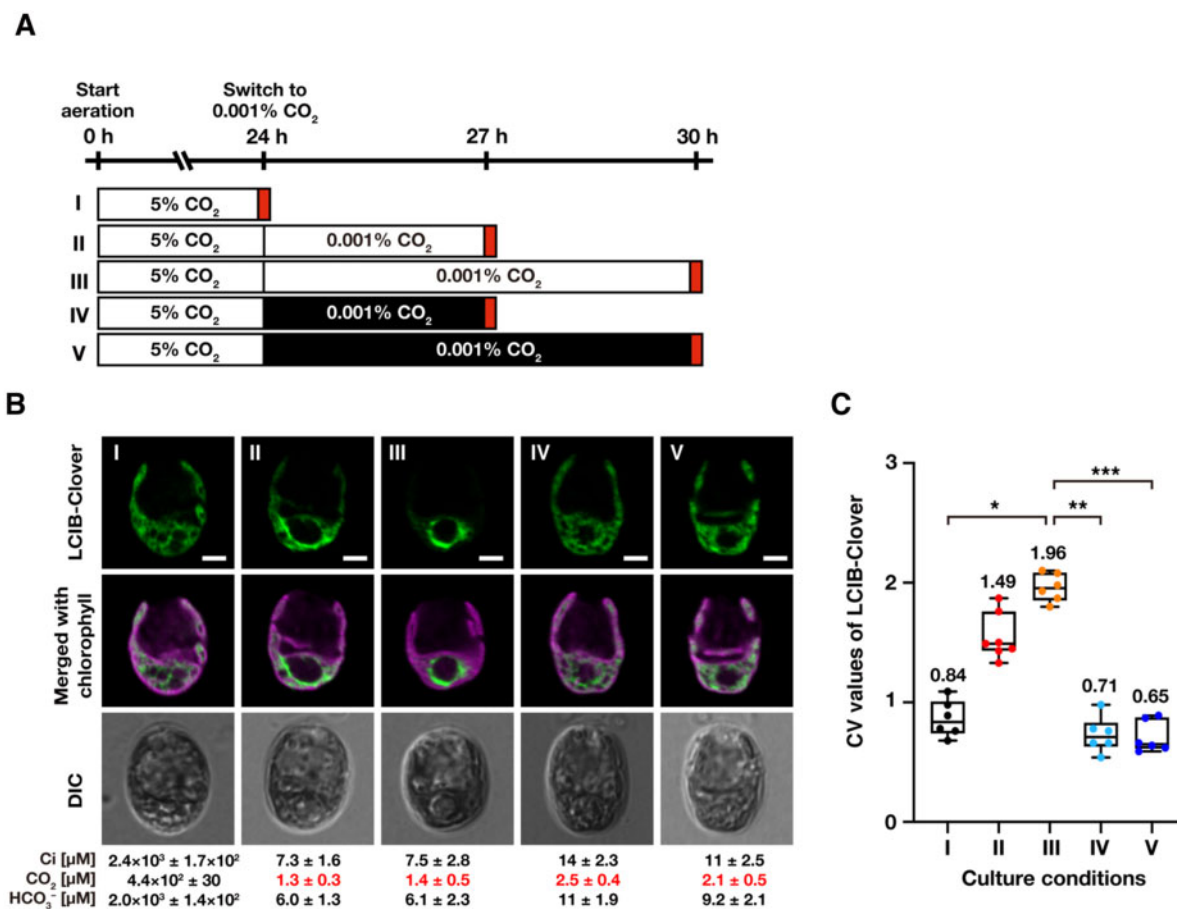 A
Start
aeration
Switch to
0.001% CO₂
0 h 24 h 27 h 30 h
I 5% CO₂
II 5% CO₂ 0.001% CO₂
III 5% CO₂ 0.001% CO₂
IV 5% CO₂ 0.001% CO₂
V 5% CO₂ 0.001% CO₂
B
LCIB-Clover
I II III IV V
Merged with
chlorophyll
DIC
Ci [µM] 2.4×10³ ± 1.7×10² 7.3 ± 1.6 7.5 ± 2.8 14 ± 2.3 11 ± 2.5
CO₂ [µM] 4.4×10² ± 30 1.3 ± 0.3 1.4 ± 0.5 2.5 ± 0.4 2.1 ± 0.5
HCO₃⁻ [µM] 2.0×10³ ± 1.4×10² 6.0 ± 1.3 6.1 ± 2.3 11 ± 1.9 9.2 ± 2.1
C
CV values of LCIB-Clover
3
2
1
0
***
* **
1.96
1.49
0.84 0.71 0.65
I II III IV V
Culture conditions